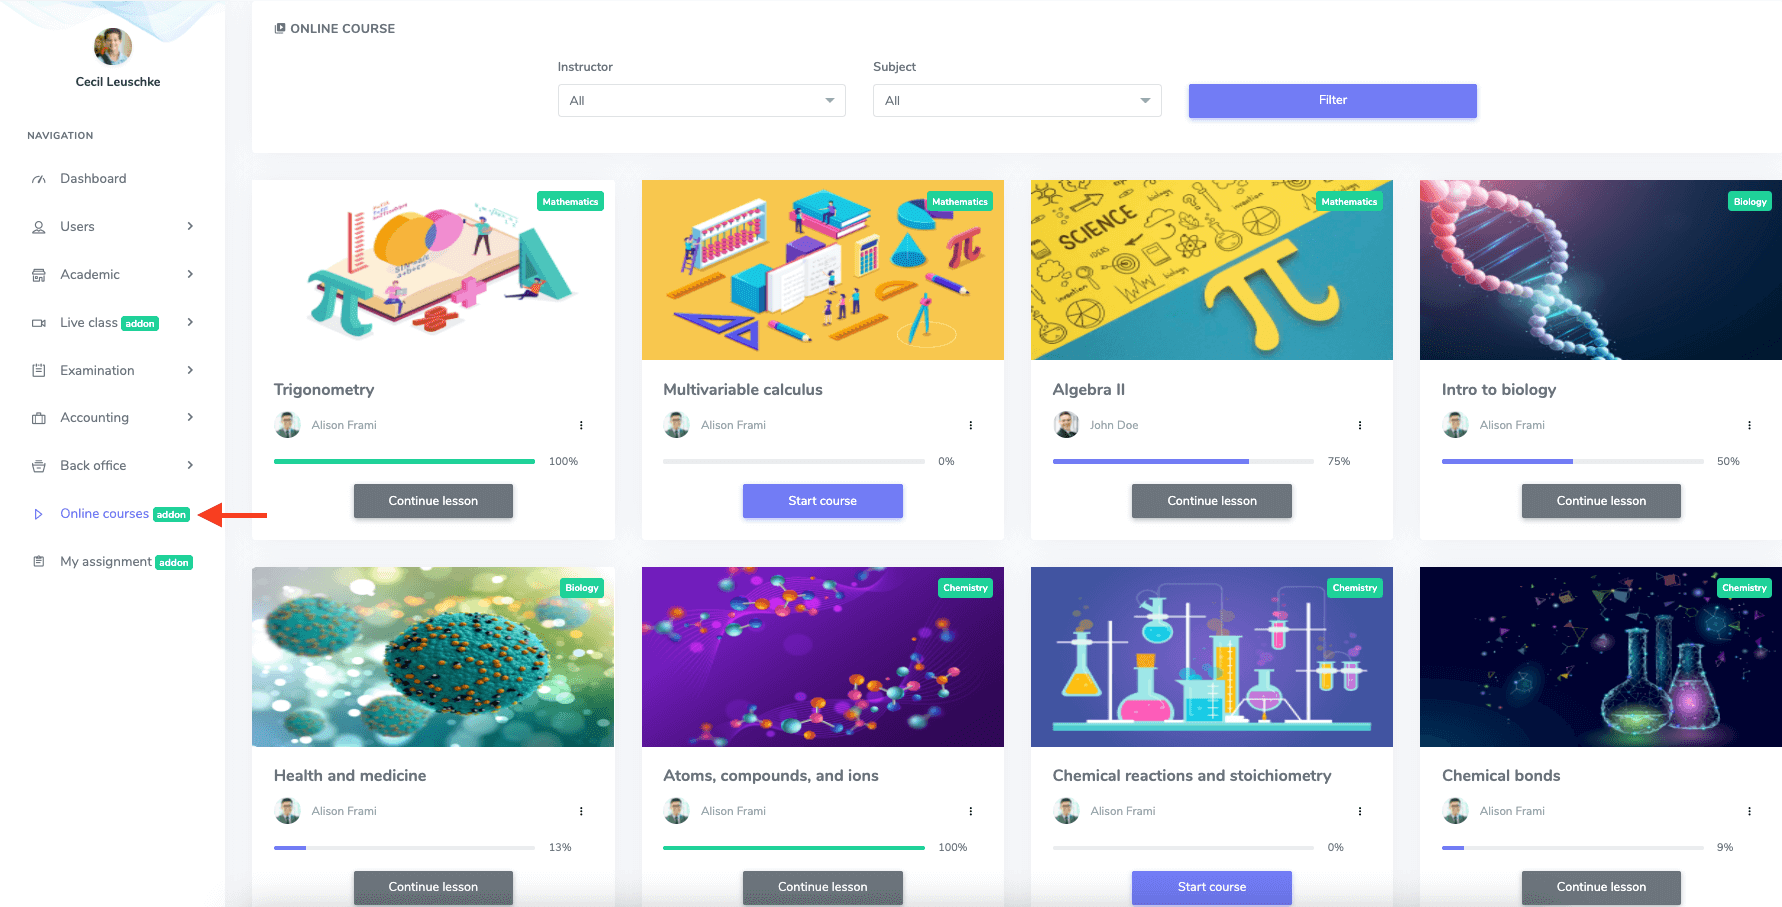 Cecil Leuschke
NAVIGATION
Dashboard
Users
Academic
Live class addon
Examination
Accounting
Back office
Online courses addon
My assignment addon
ONLINE COURSE
Instructor
All
Subject
All
Filter
Mathematics
Trigonometry
Alison Frami
100%
Continue lesson
Mathematics
Multivariable calculus
Alison Frami
0%
Start course
Mathematics
SCIENCE
Algebra II
John Doe
75%
Continue lesson
Biology
Intro to biology
Alison Frami
50%
Continue lesson
Biology
Health and medicine
Alison Frami
13%
Continue lesson
Chemistry
Atoms, compounds, and ions
Alison Frami
100%
Continue lesson
Chemistry
Chemical reactions and stoichiometry
Alison Frami
0%
Start course
Chemistry
Chemical bonds
Alison Frami
9%
Continue lesson